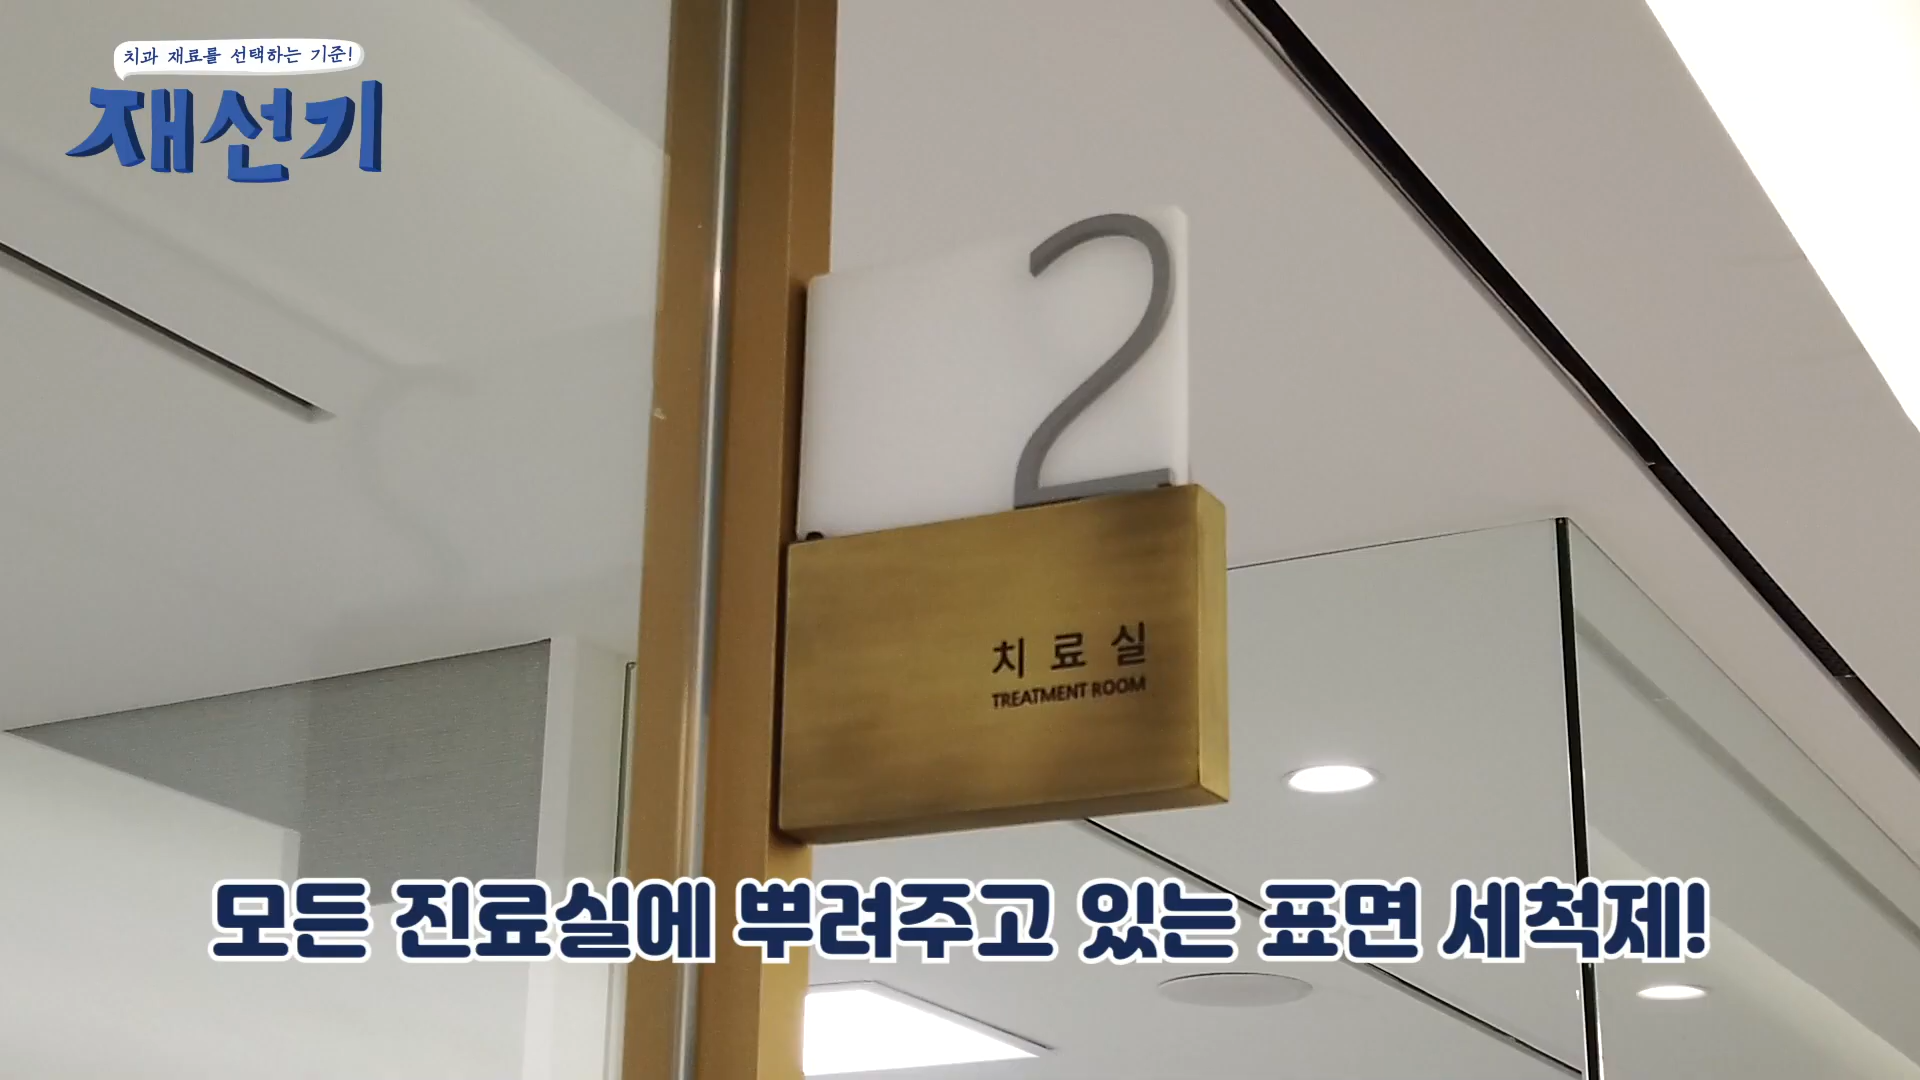 치과 재료를 선택하는 기준!
재선기
2
치료실
TREATMENT ROOM
모든 진료실에 뿌려주고 있는 표면 세척제!